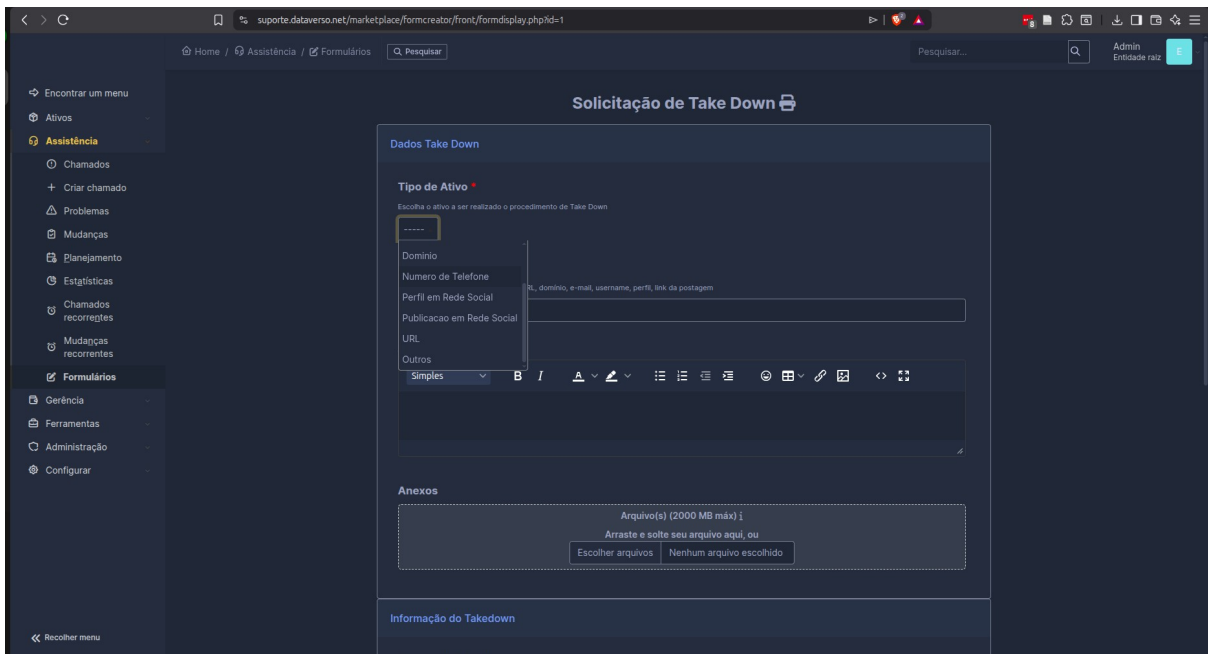 suporte.dataverso.net/marketplace/formcreator/front/formdisplay.php?id=1
Home / Assistência / Formulários
Pesquisar
Pesquisar...
Admin
Entidade raiz
E
Encontrar um menu
Ativos
Assistência
Chamados
Criar chamado
Problemas
Mudanças
Planejamento
Estatísticas
Chamados
recorrentes
Mudanças
recorrentes
Formulários
Gerência
Ferramentas
Administração
Configurar
Recolher menu
Solicitação de Take Down
Dados Take Down
Tipo de Ativo *
Escolha o ativo a ser realizado o procedimento de Take Down
-----
Dominio
Numero de Telefone
Perfil em Rede Social
Publicacao em Rede Social
URL
Outros
URL, domínio, e-mail, username, perfil, link da postagem
Simples
B I A
Anexos
Arquivo(s) (2000 MB máx) i
Arraste e solte seu arquivo aqui, ou
Escolher arquivos Nenhum arquivo escolhido
Informação do Takedown